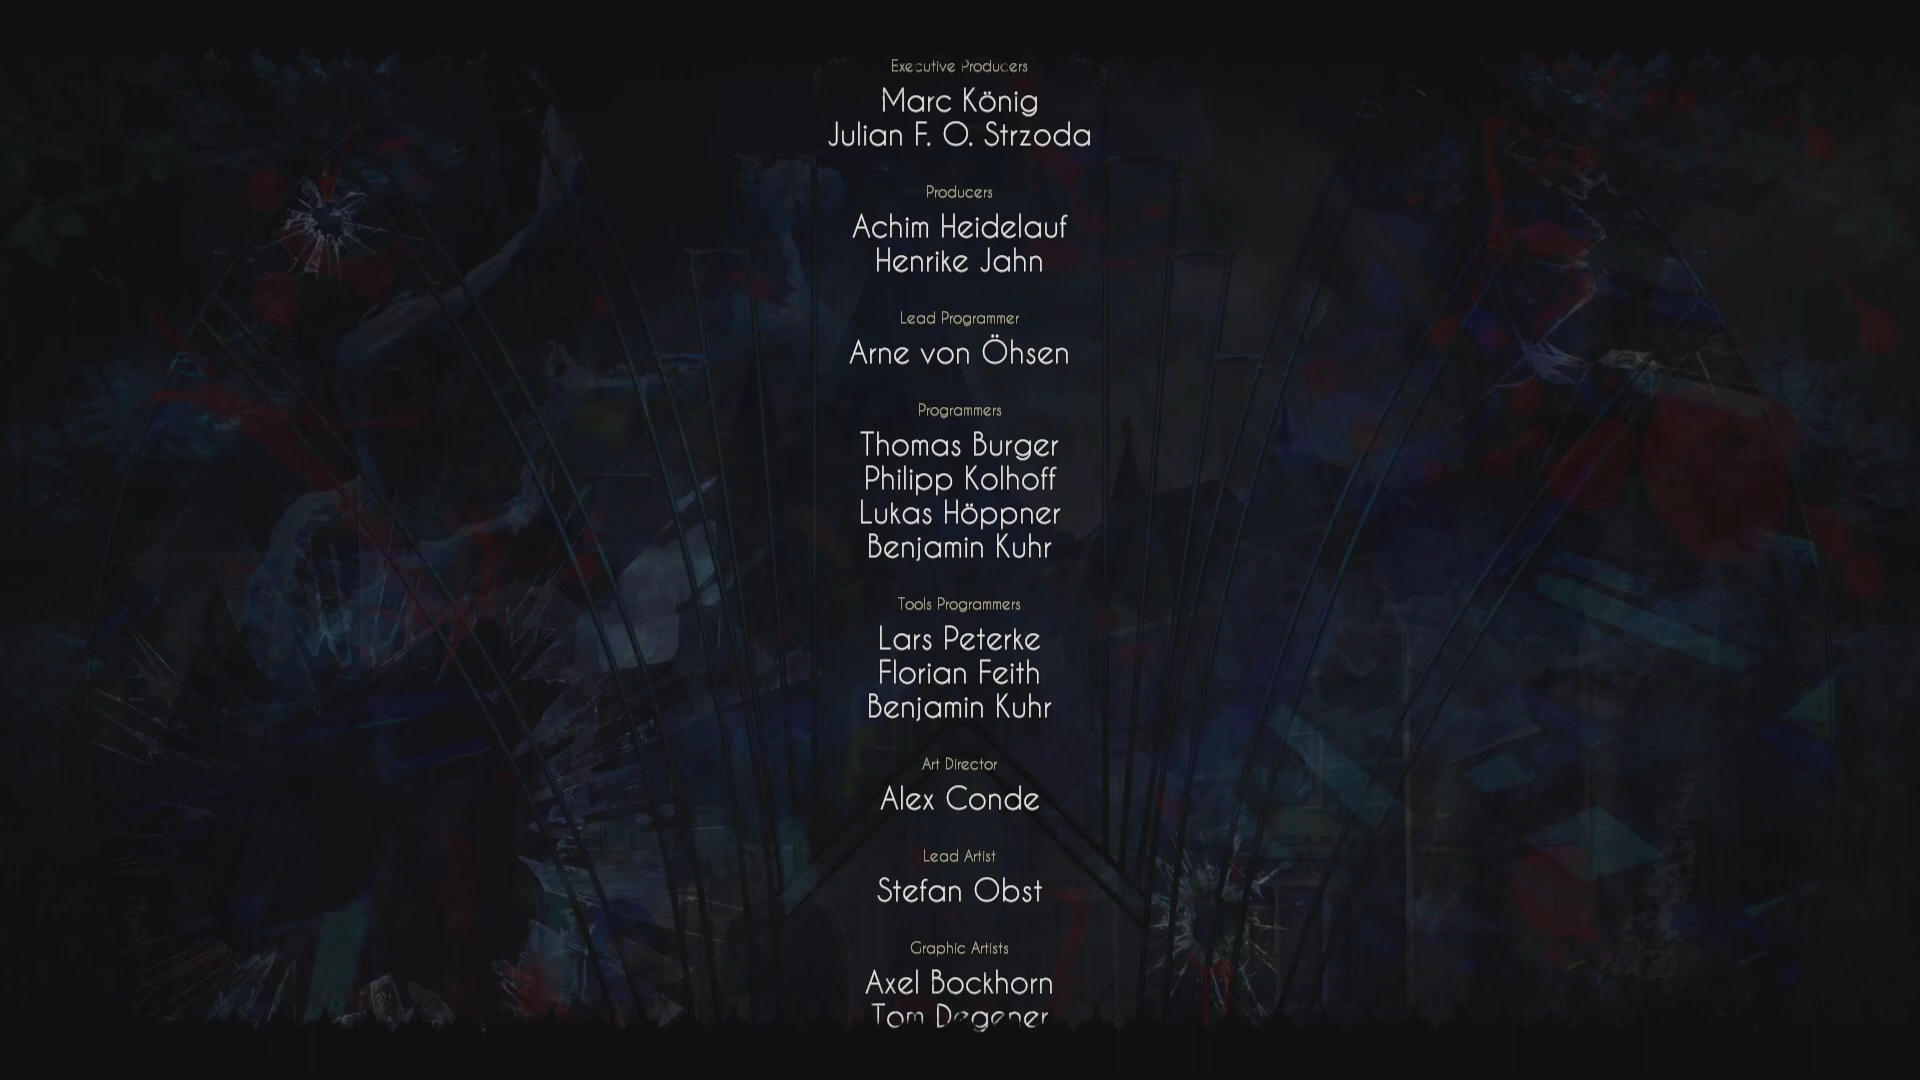 Executive Producers
Marc König
Julian F. O. Strzoda
Producers
Achim Heidelauf
Henrike Jahn
Lead Programmer
Arne von Öhsen
Programmers
Thomas Burger
Philipp Kolhoff
Lukas Höppner
Benjamin Kuhr
Tools Programmers
Lars Peterke
Florian Feith
Benjamin Kuhr
Art Director
Alex Conde
Lead Artist
Stefan Obst
Graphic Artists
Axel Bockhorn
Tom Degener